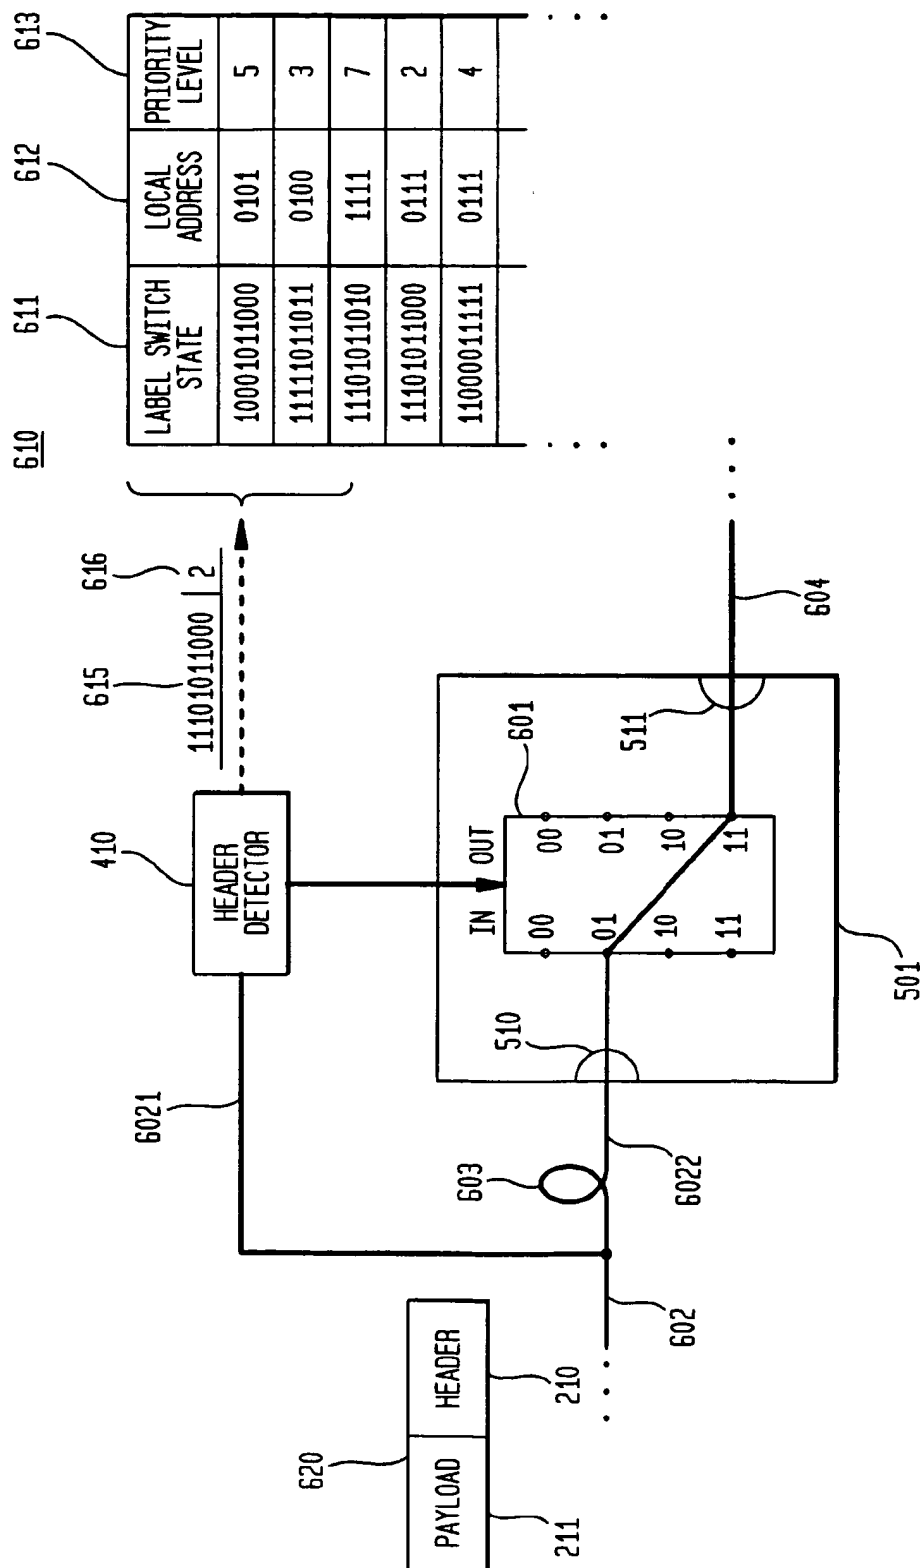 610
611
612
613
LABEL SWITCH STATE
LOCAL ADDRESS
PRIORITY LEVEL
10001011000 0101 5
11111011011 0100 3
11101011010 1111 7
11101011000 0111 2
11000011111 0111 4
615
616
11101011000 2
410
HEADER DETECTOR
6021
601
IN OUT
00 00
01 01
10 10
11 11
510
511
603
6022
602
604
501
620
PAYLOAD HEADER
211
210